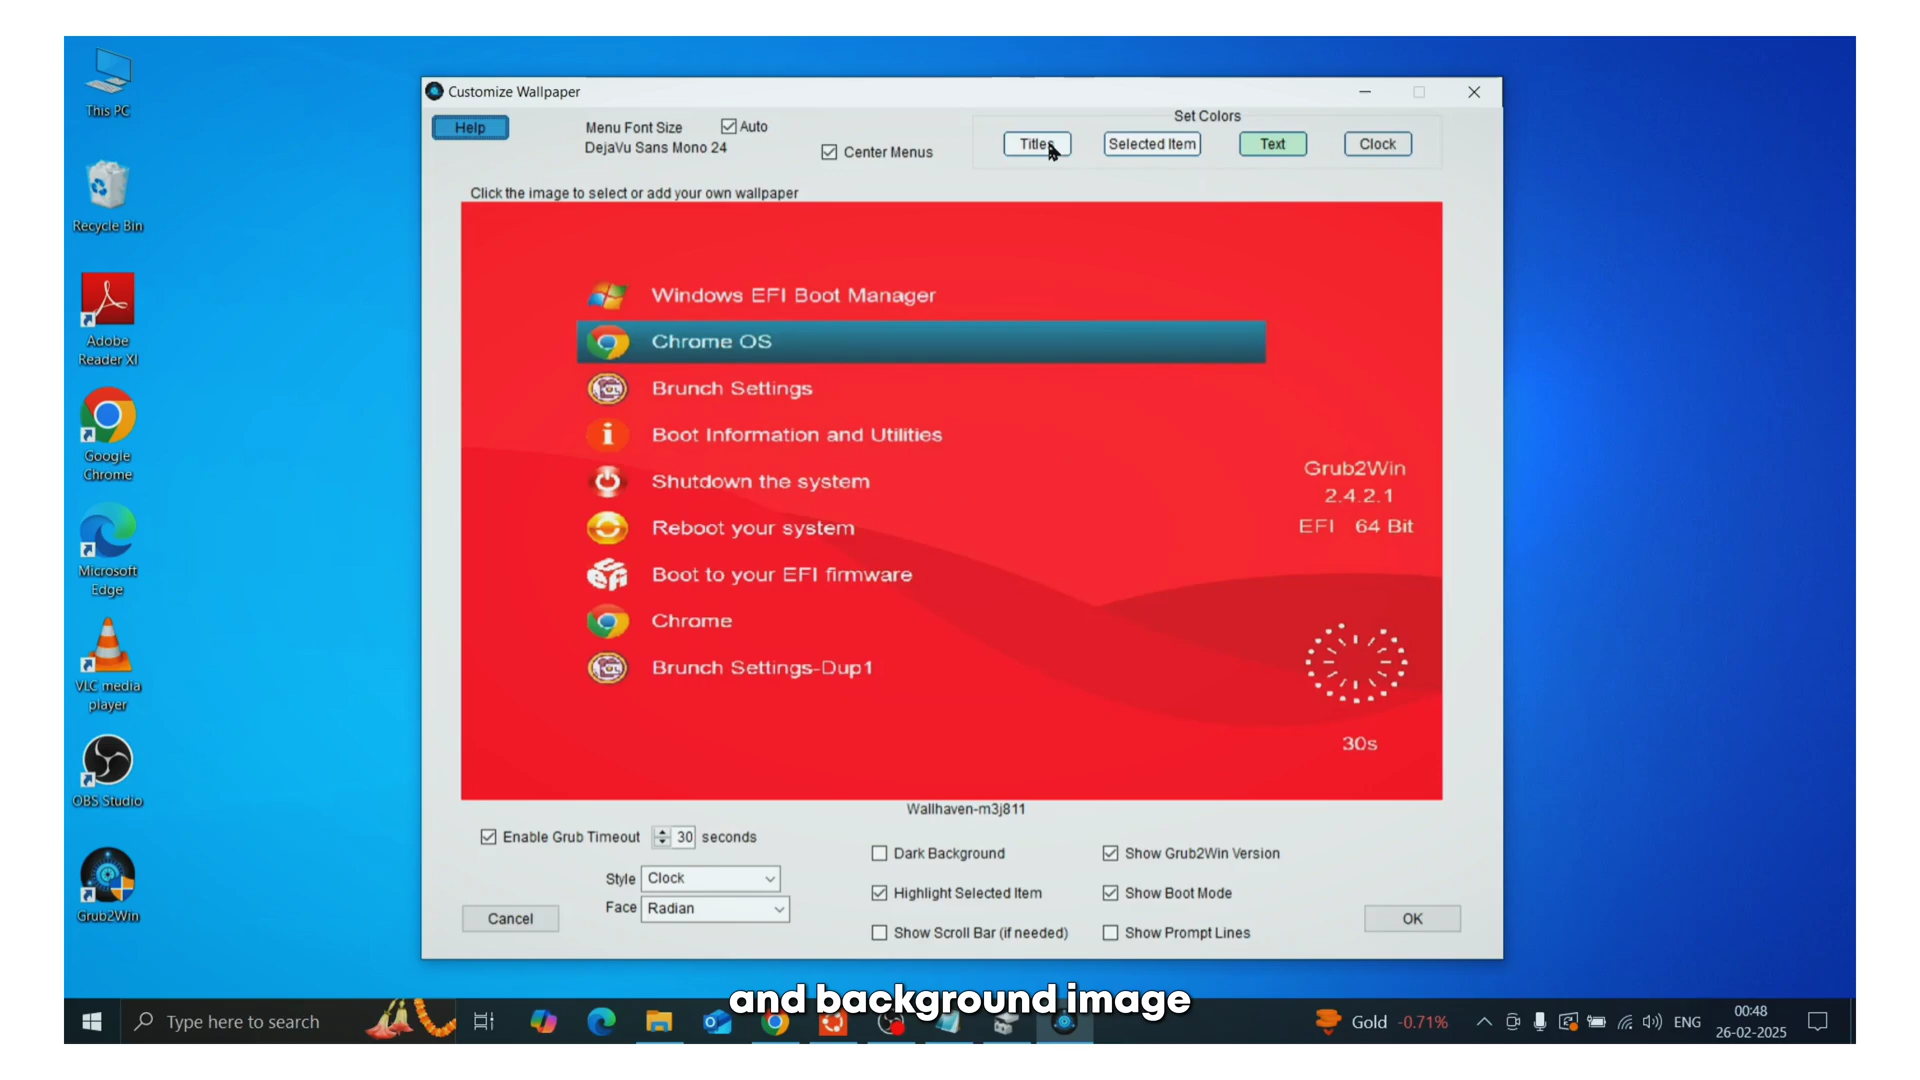 This PC
Recycle Bin
Adobe
Reader XI
Google
Chrome
Microsoft
Edge
VLC media
player
OBS Studio
Grub2Win
Customize Wallpaper
Help
Menu Font Size
Auto
DejaVu Sans Mono 24
Center Menus
Set Colors
Titles
Selected Item
Text
Clock
Click the image to select or add your own wallpaper
Windows EFI Boot Manager
Chrome OS
Brunch Settings
Boot Information and Utilities
Shutdown the system
Reboot your system
Boot to your EFI firmware
Chrome
Brunch Settings-Dup1
Grub2Win
2.4.2.1
EFI 64 Bit
30s
Wallhaven-m3j811
Enable Grub Timeout 30 seconds
Style Clock
Face Radian
Dark Background
Highlight Selected Item
Show Scroll Bar (if needed)
Show Grub2Win Version
Show Boot Mode
Show Prompt Lines
Cancel
OK
and background image
Type here to search
Gold -0.71%
ENG
00:48
26-02-2025